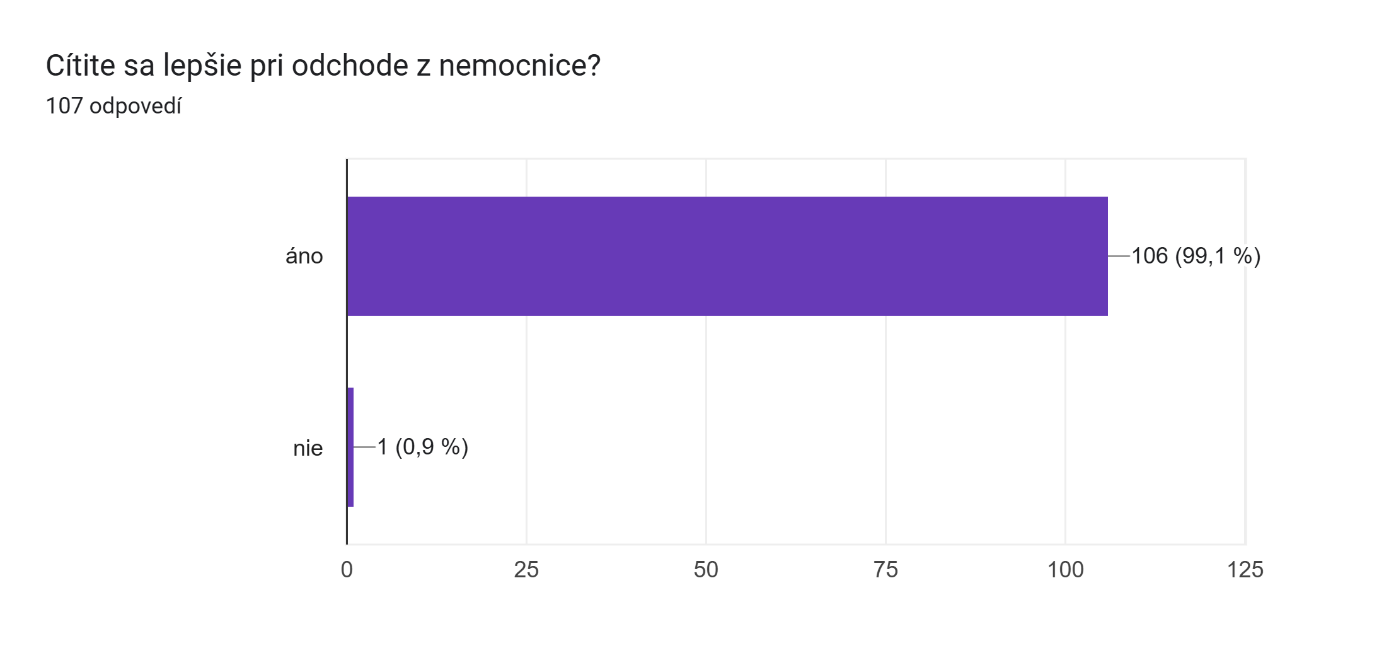 Cítite sa lepšie pri odchode z nemocnice?
107 odpovedí
áno
106 (99,1 %)
nie
1 (0,9 %)
0 25 50 75 100 125